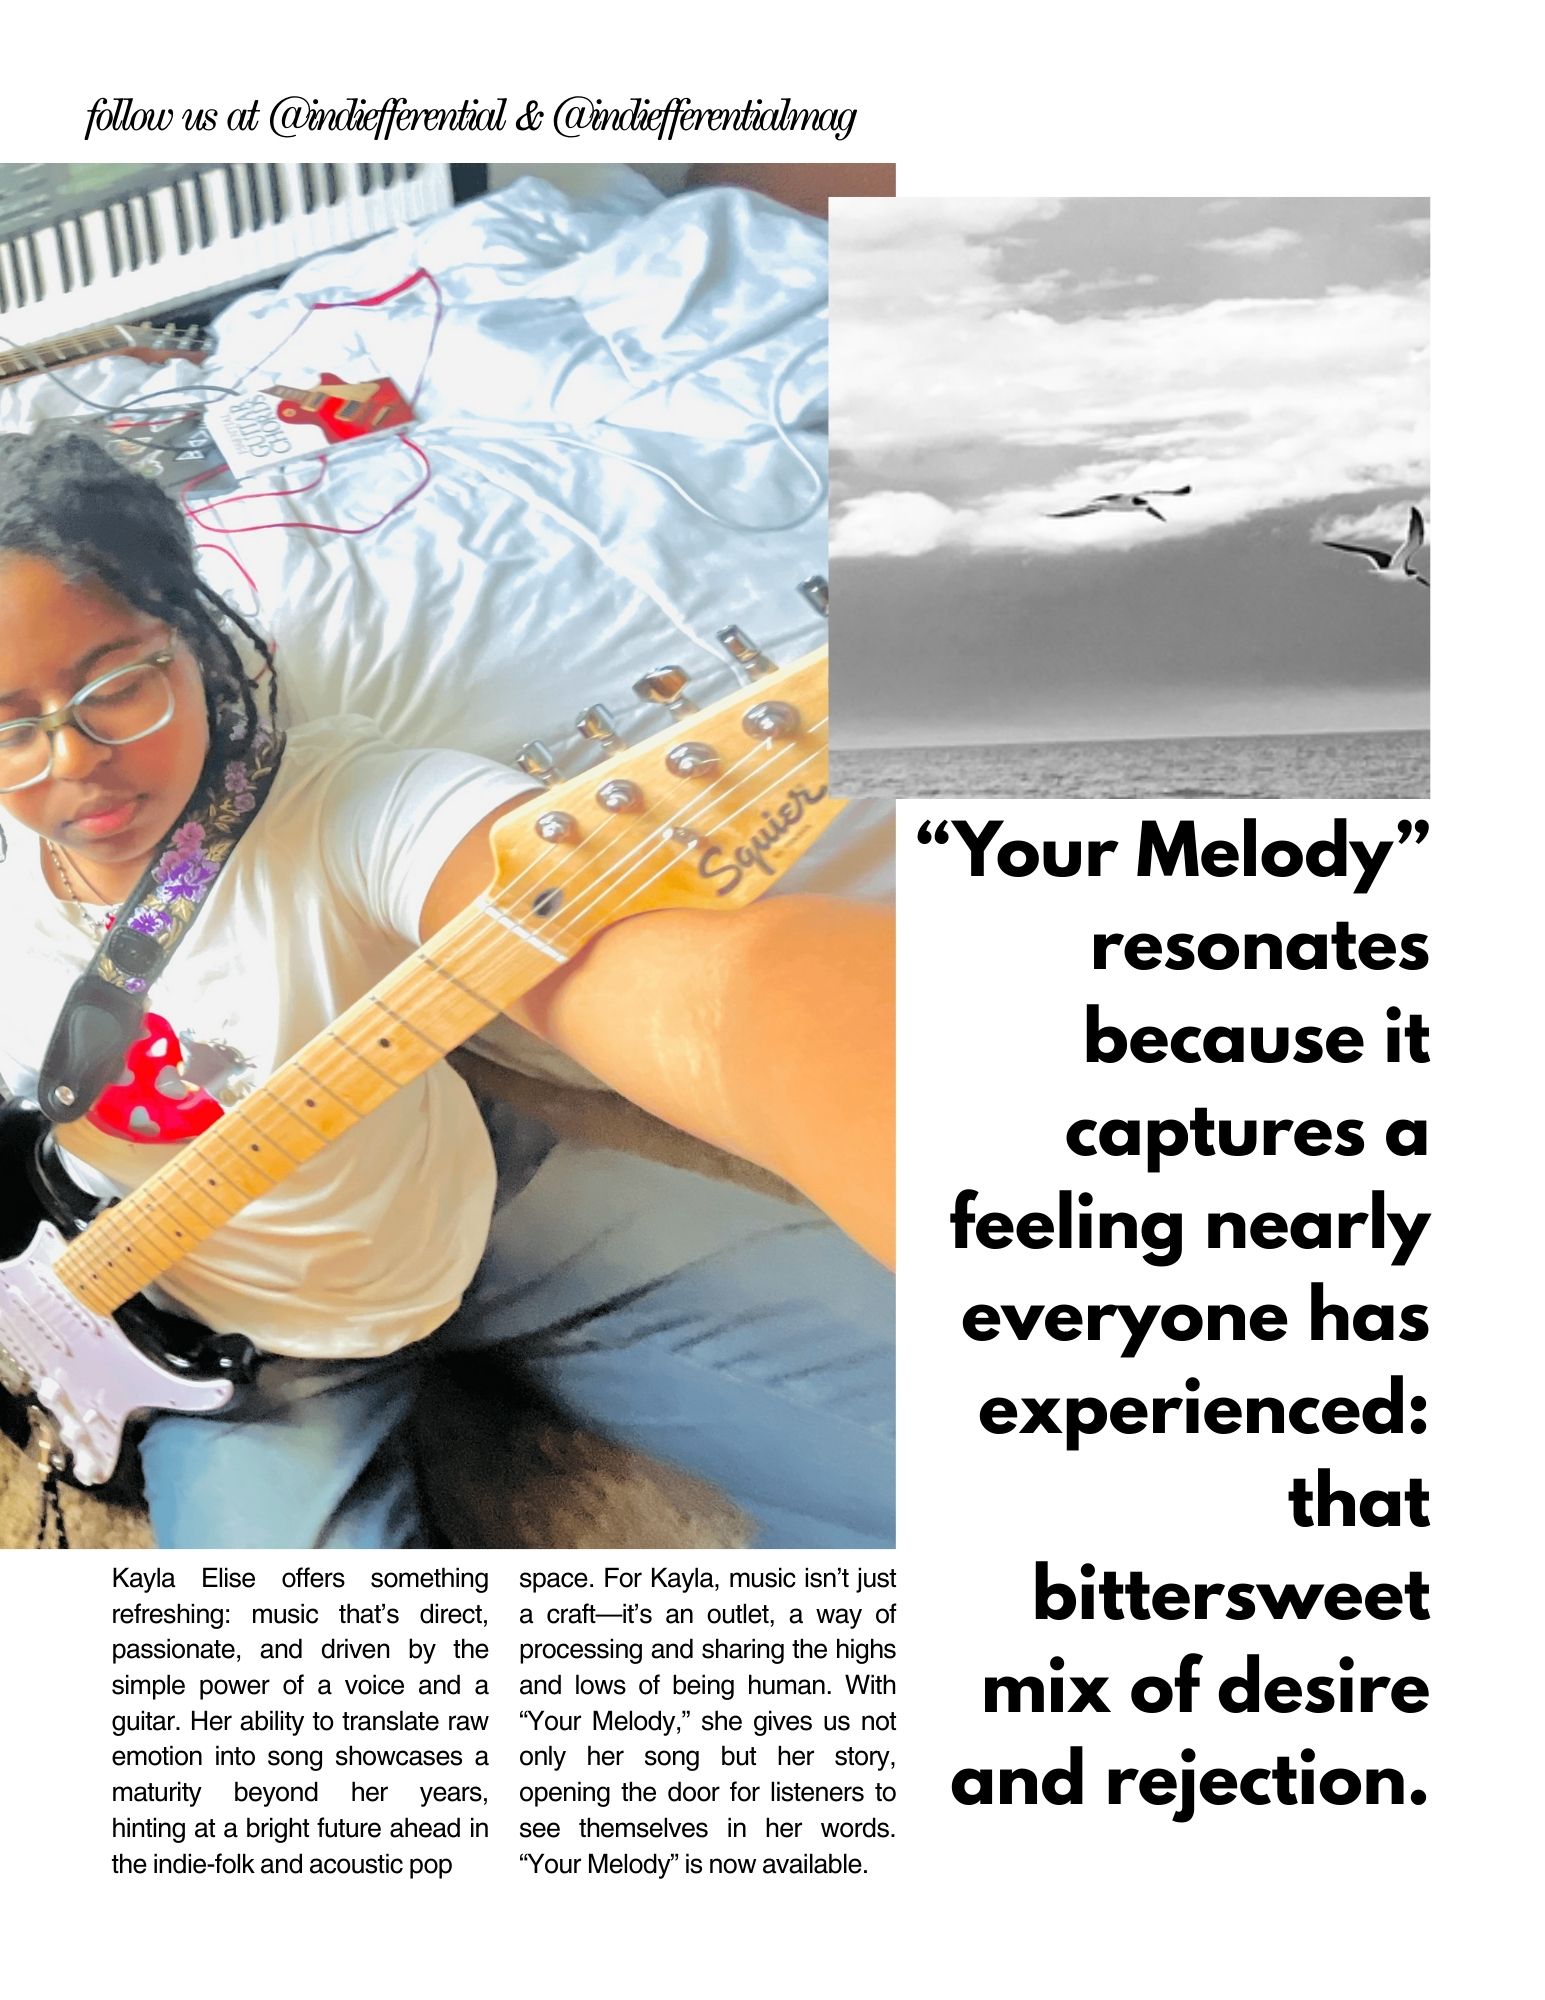 follow us at @indiefferential & @indiefferentialmag
GUITAR
CHORDS
Squier
“Your Melody”
resonates
because it
captures a
feeling nearly
everyone has
experienced:
that
bittersweet
mix of desire
and rejection.
Kayla Elise offers something
refreshing: music that’s direct,
passionate, and driven by the
simple power of a voice and a
guitar. Her ability to translate raw
emotion into song showcases a
maturity beyond her years,
hinting at a bright future ahead in
the indie-folk and acoustic pop
space. For Kayla, music isn’t just
a craft—it’s an outlet, a way of
processing and sharing the highs
and lows of being human. With
“Your Melody,” she gives us not
only her song but her story,
opening the door for listeners to
see themselves in her words.
“Your Melody” is now available.